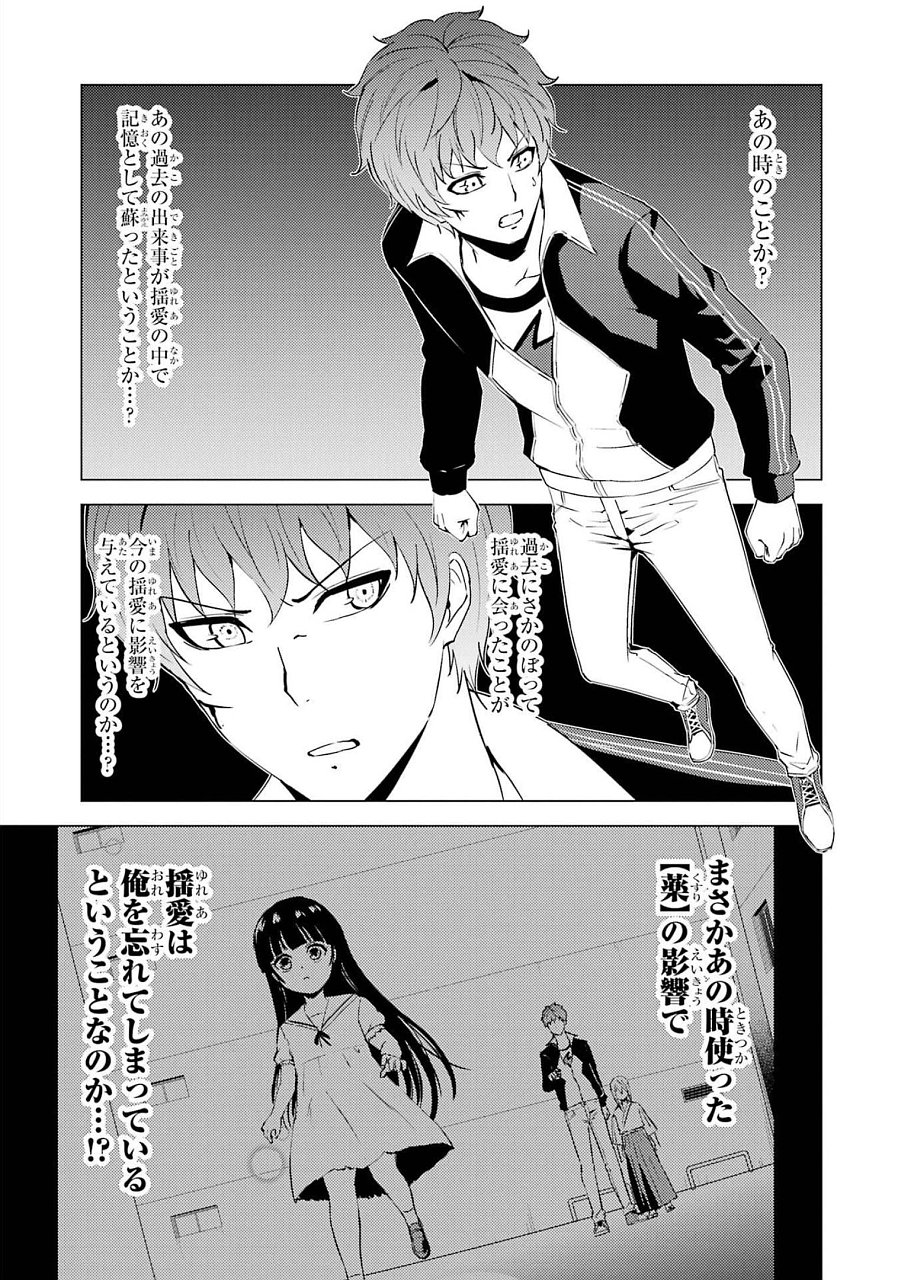 あの時のことか?
あの過去の出来事が揺愛の中で
記憶として蘇ったということか…?
過去にさかのぼって
揺愛に会ったことが
今の揺愛に影響を
与えているというのか…?
まさかあの時使った
【薬】の影響で
揺愛は
俺を忘れてしまっている
ということなのか…!?